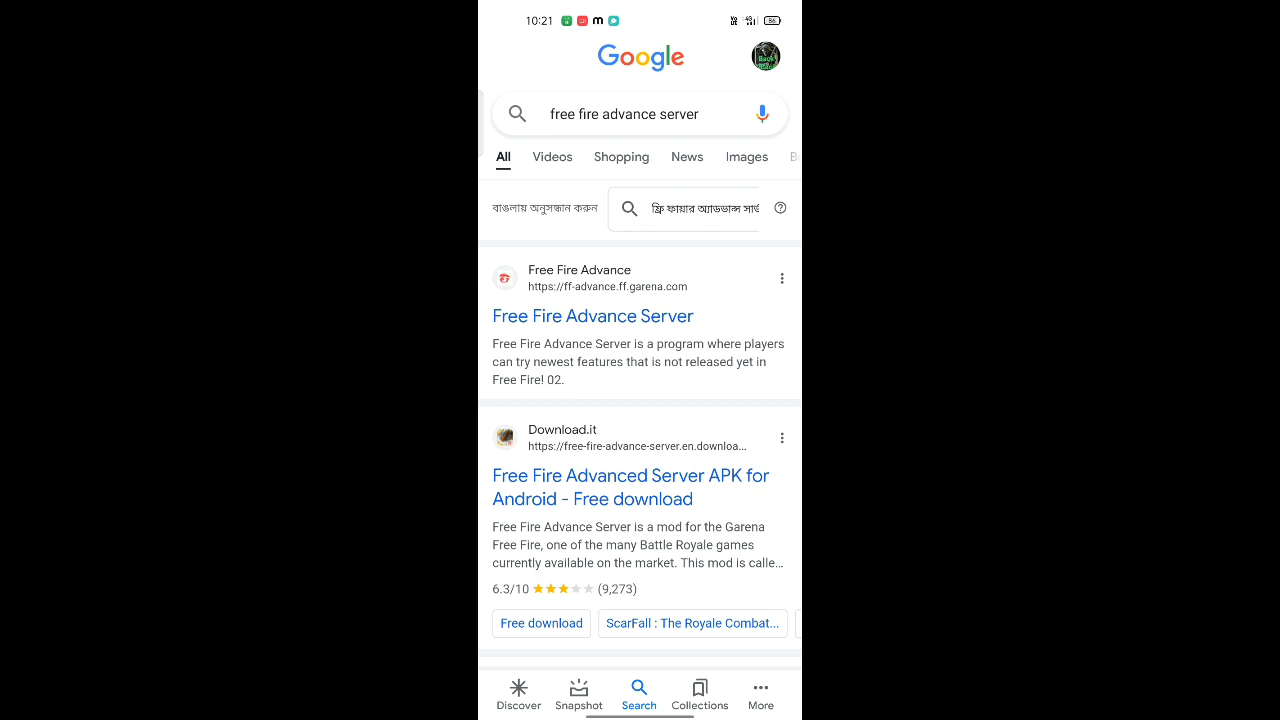 10:21
86
Google
free fire advance server
All Videos Shopping News Images
বাঙলায় অনুসন্ধান করুন ফ্রি ফায়ার অ্যাডভান্স সার্ভ
Free Fire Advance
https://ff-advance.ff.garena.com
Free Fire Advance Server
Free Fire Advance Server is a program where players
can try newest features that is not released yet in
Free Fire! 02.
Download.it
https://free-fire-advance-server.en.downloa...
Free Fire Advanced Server APK for
Android - Free download
Free Fire Advance Server is a mod for the Garena
Free Fire, one of the many Battle Royale games
currently available on the market. This mod is calle...
6.3/10 (9,273)
Free download ScarFall : The Royale Combat...
Discover Snapshot Search Collections More